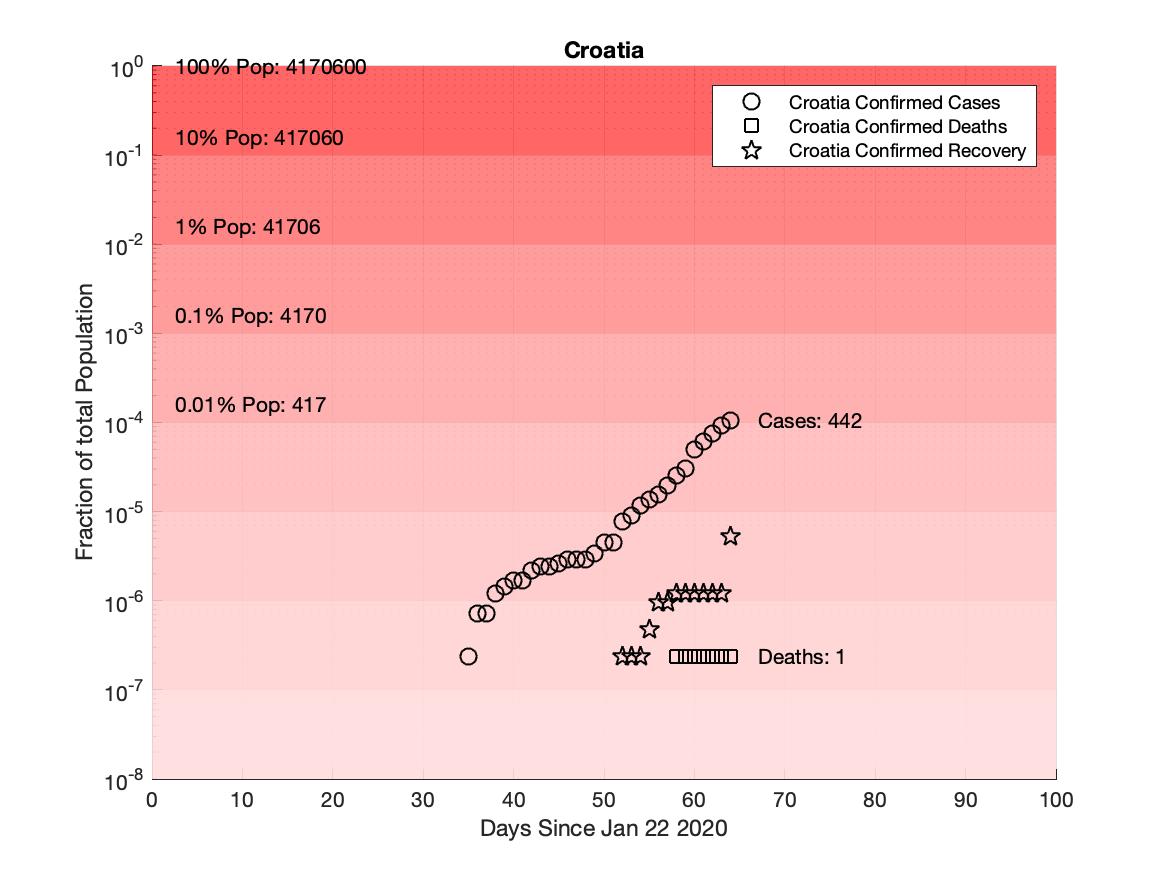 Croatia
10^0
100% Pop: 4170600
Croatia Confirmed Cases
Croatia Confirmed Deaths
Croatia Confirmed Recovery
10% Pop: 417060
10^-1
1% Pop: 41706
10^-2
0.1% Pop: 4170
10^-3
0.01% Pop: 417
10^-4
Cases: 442
10^-5
10^-6
Deaths: 1
10^-7
10^-8
Fraction of total Population
0 10 20 30 40 50 60 70 80 90 100
Days Since Jan 22 2020